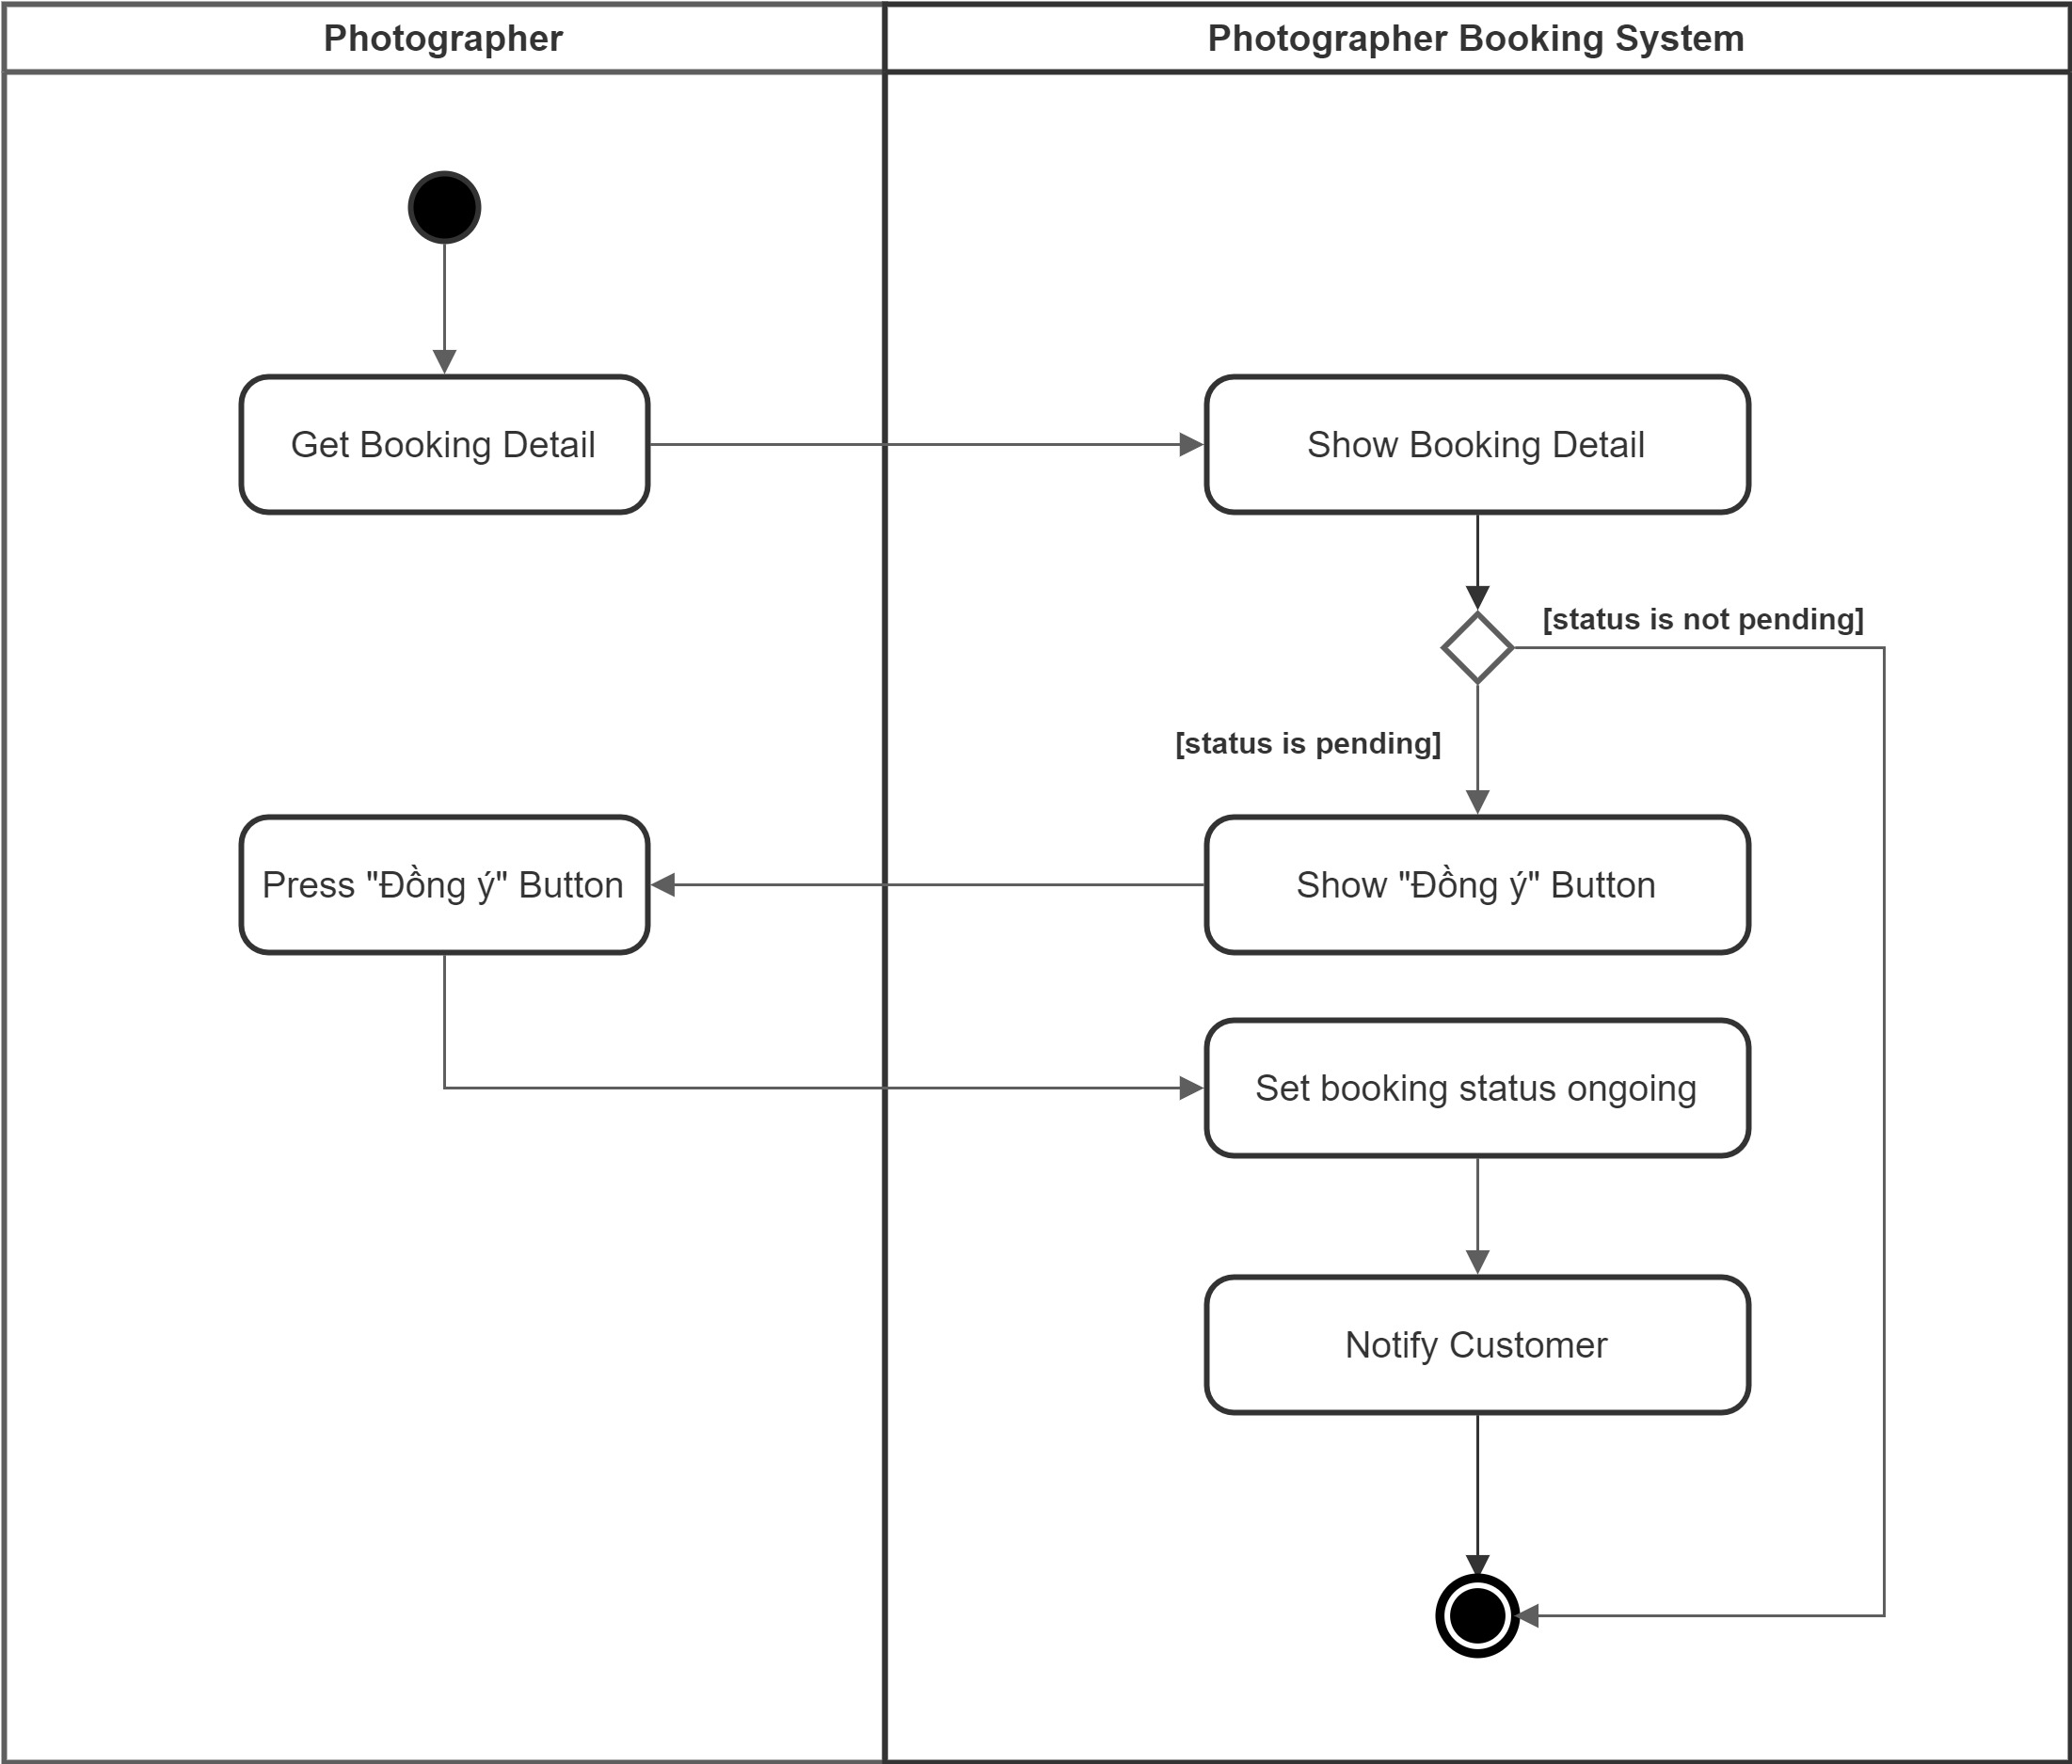 Photographer
Photographer Booking System
Get Booking Detail
Show Booking Detail
[status is not pending]
[status is pending]
Press "Đồng ý" Button
Show "Đồng ý" Button
Set booking status ongoing
Notify Customer